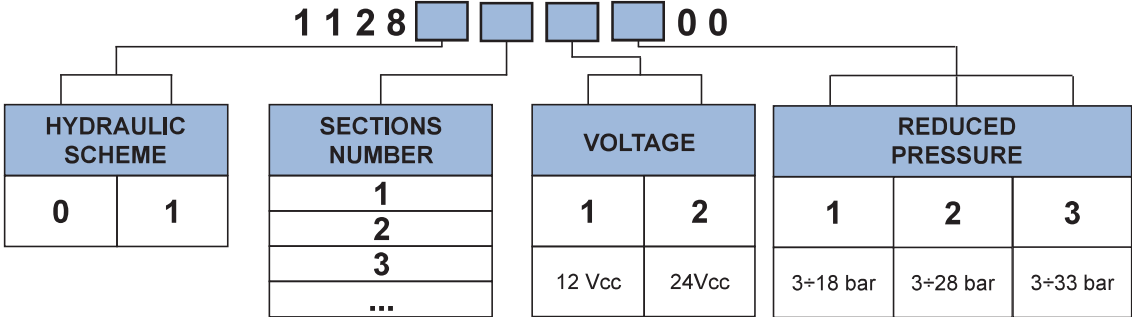 1 1 2 8 0 0
HYDRAULIC SCHEME
0 1
SECTIONS NUMBER
1
2
3
...
VOLTAGE
1 2
12 Vcc 24Vcc
REDUCED PRESSURE
1 2 3
3÷18 bar 3÷28 bar 3÷33 bar